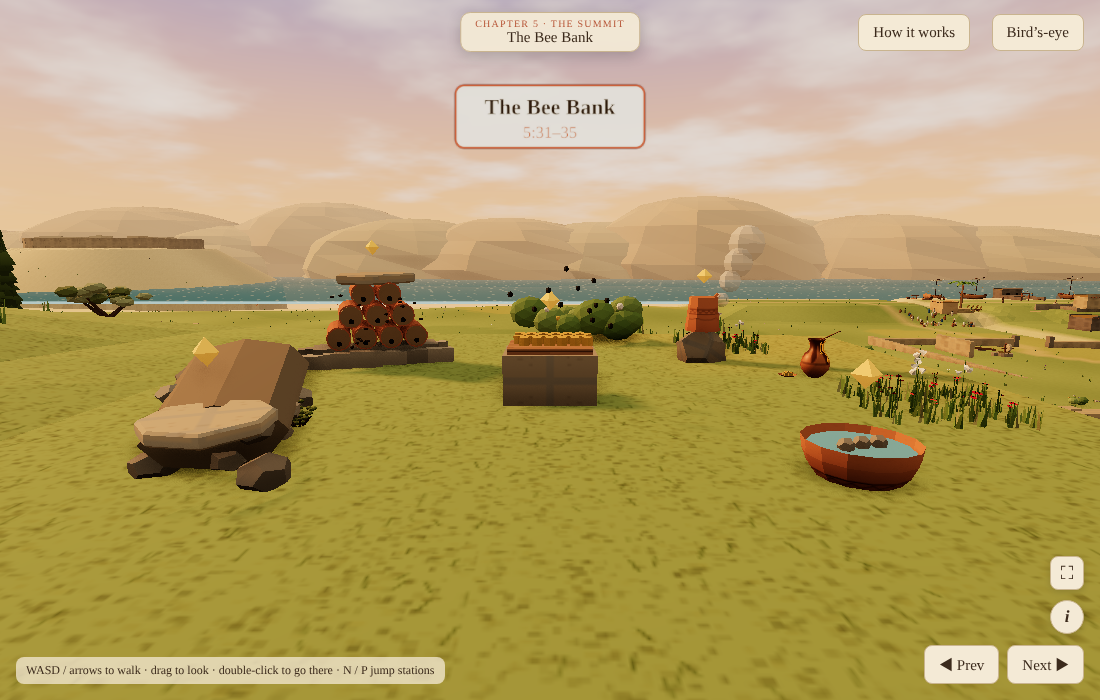 CHAPTER 5 · THE SUMMIT
The Bee Bank
How it works
Bird’s-eye
The Bee Bank
5:31–35
i
WASD / arrows to walk · drag to look · double-click to go there · N / P jump stations
◀ Prev
Next ▶